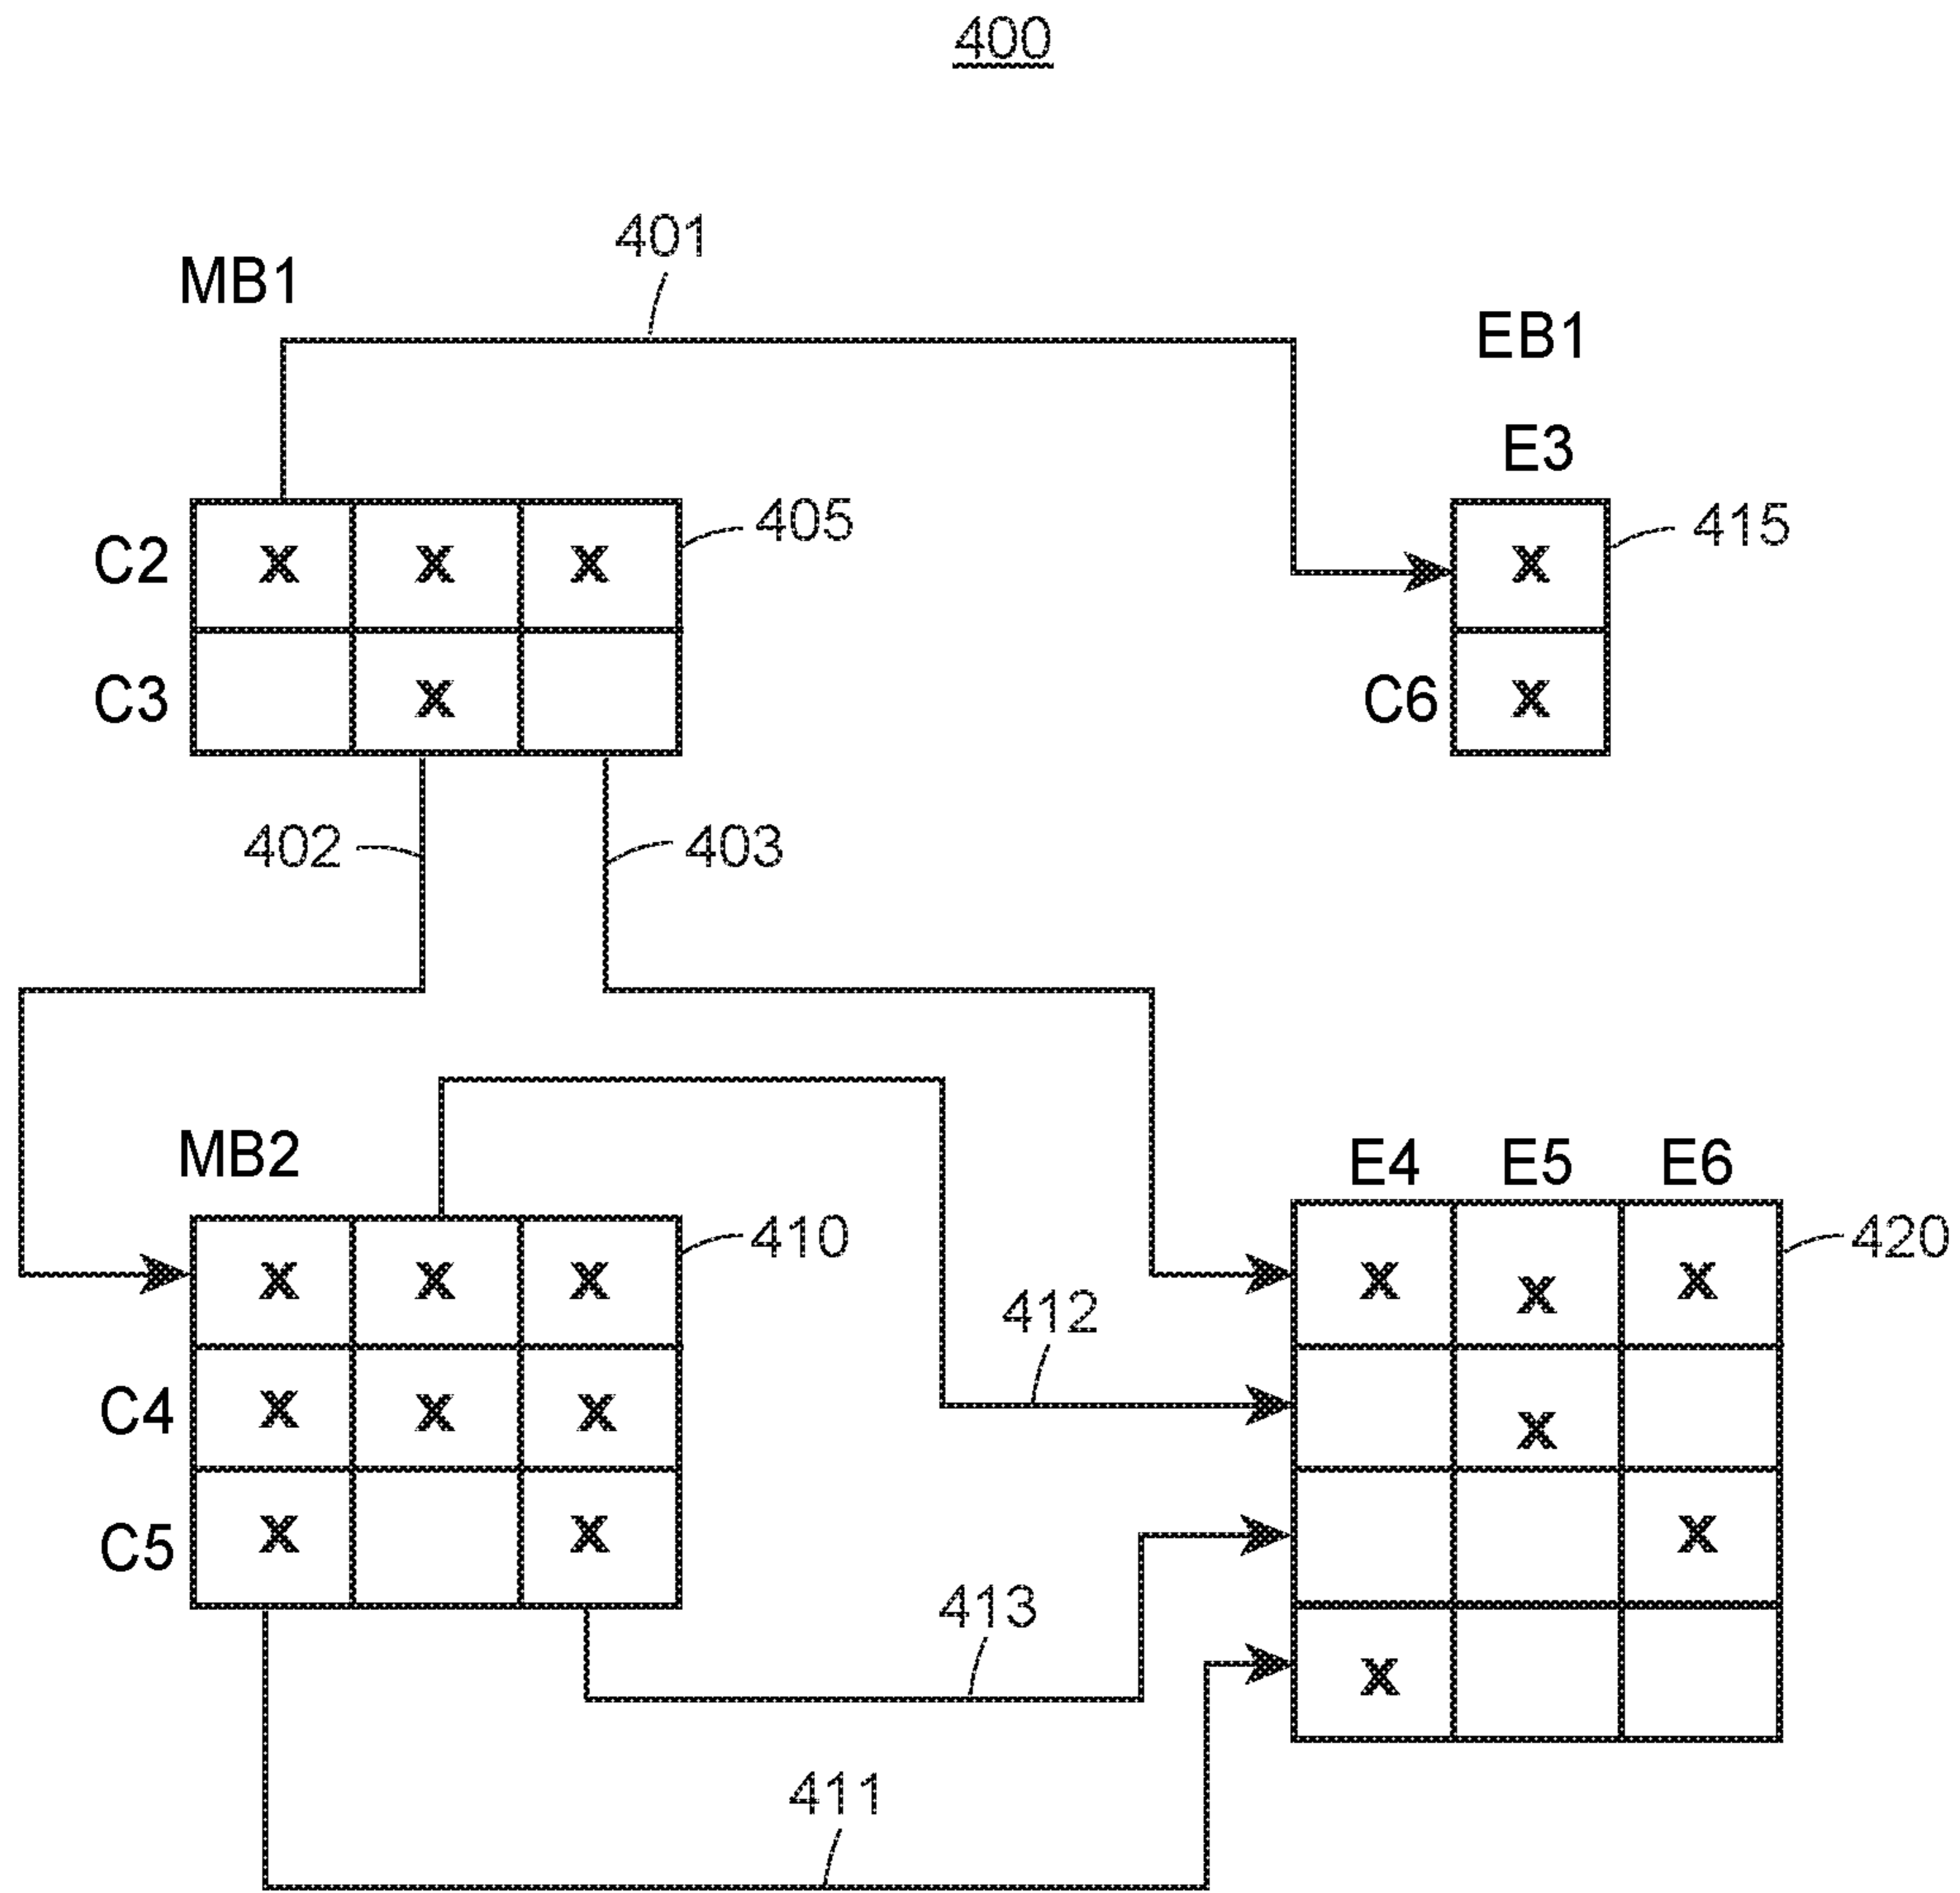 400
401
MB1
EB1
E3
C2 X X X 405
X 415
C3 X
C6 X
402 403
MB2
E4 E5 E6
X X X 410
X X X 420
412
C4 X X X
X
C5 X X
X
413
X
411